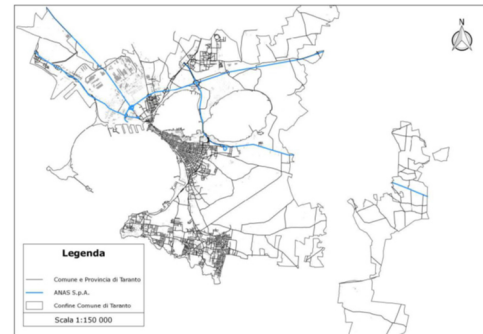 N
Legenda
Comune e Provincia di Taranto
ANAS S.p.A.
Confine Comune di Taranto
Scala 1:150 000